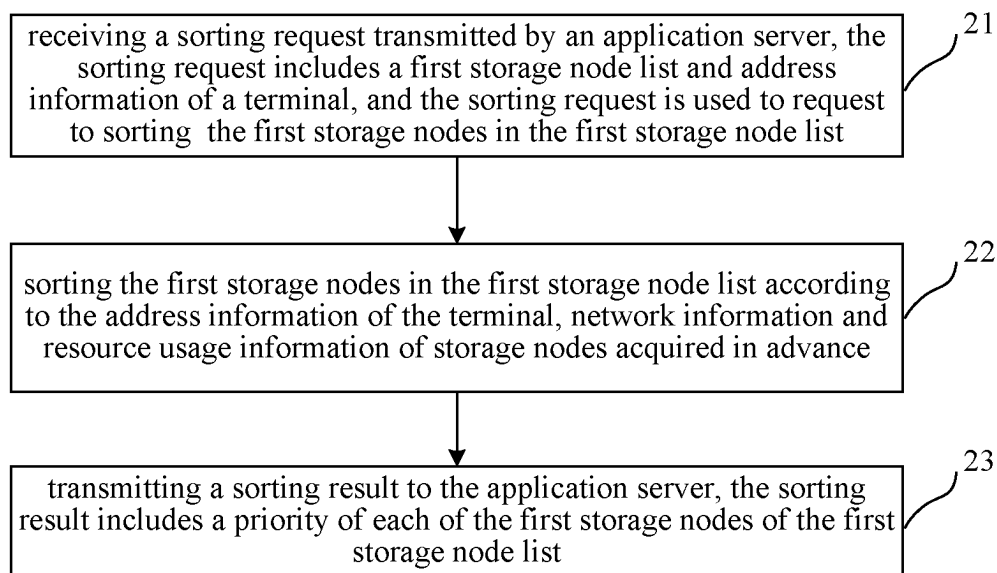 receiving a sorting request transmitted by an application server, the
sorting request includes a first storage node list and address
information of a terminal, and the sorting request is used to request
to sorting the first storage nodes in the first storage node list
21
sorting the first storage nodes in the first storage node list according
to the address information of the terminal, network information and
resource usage information of storage nodes acquired in advance
22
transmitting a sorting result to the application server, the sorting
result includes a priority of each of the first storage nodes of the first
storage node list
23